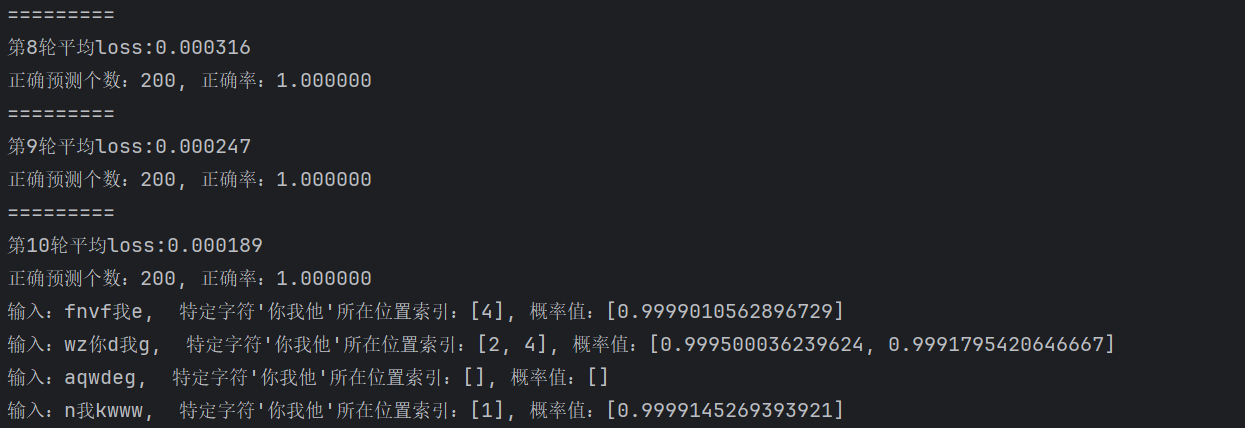 =========
第8轮平均loss:0.000316
正确预测个数：200, 正确率：1.000000
=========
第9轮平均loss:0.000247
正确预测个数：200, 正确率：1.000000
=========
第10轮平均loss:0.000189
正确预测个数：200, 正确率：1.000000
输入：fnvf我e,  特定字符'你我他'所在位置索引：[4], 概率值：[0.9999010562896729]
输入：wz你d我g,  特定字符'你我他'所在位置索引：[2, 4], 概率值：[0.999500036239624, 0.9991795420646667]
输入：aqwdeg,  特定字符'你我他'所在位置索引：[], 概率值：[]
输入：n我kwww,  特定字符'你我他'所在位置索引：[1], 概率值：[0.9999145269393921]